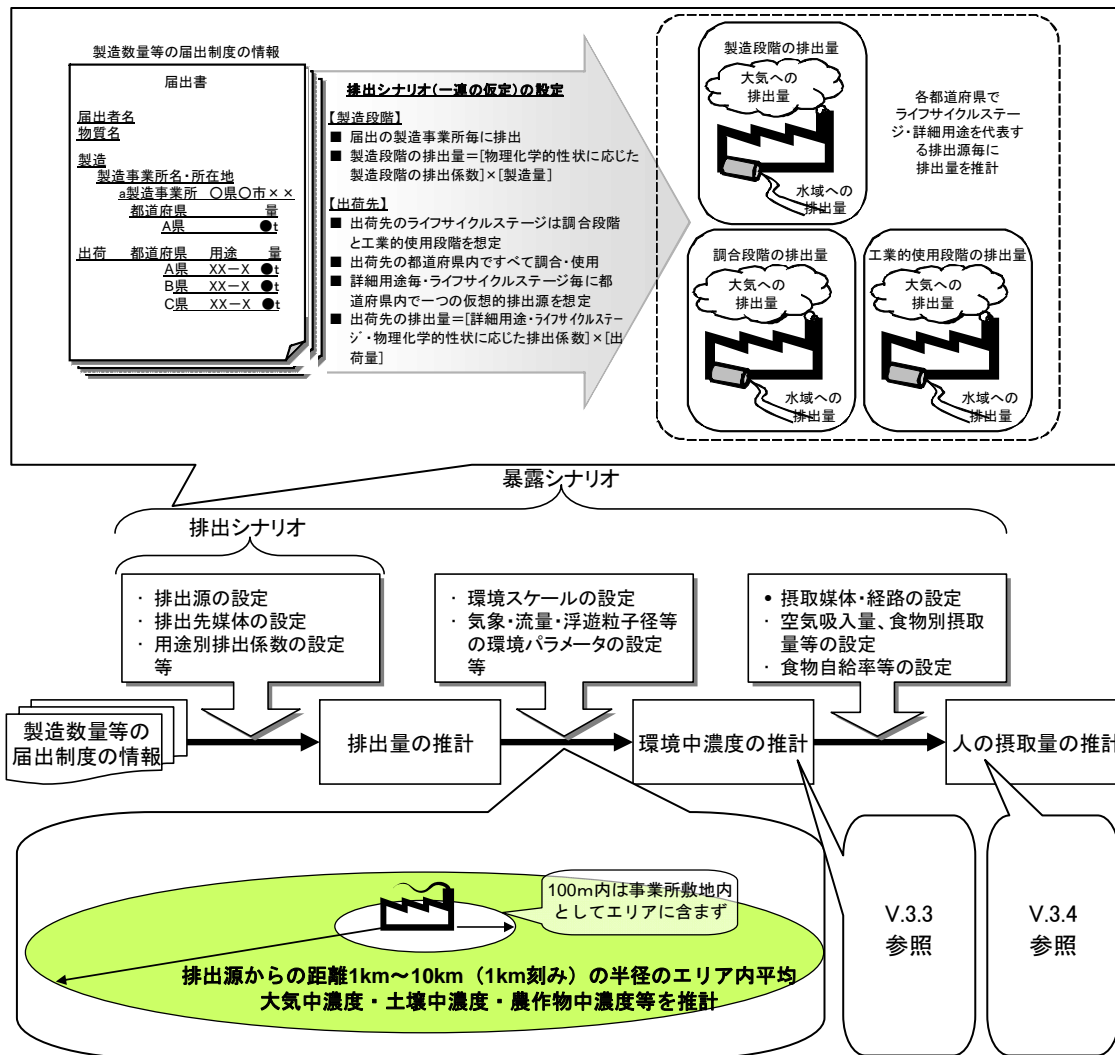 製造数量等の届出制度の情報
届出書
届出者名
物質名
製造
製造事業所名・所在地
a製造事業所 ○県○市××
都道府県 量
A県 ●t
出荷 都道府県 用途 量
A県 XX－X ●t
B県 XX－X ●t
C県 XX－X ●t
排出シナリオ(一連の仮定)の設定
【製造段階】
■ 届出の製造事業所毎に排出
■ 製造段階の排出量＝[物理化学的性状に応じた
製造段階の排出係数]×[製造量]
【出荷先】
■ 出荷先のライフサイクルステージは調合段階
と工業的使用段階を想定
■ 出荷先の都道府県内ですべて調合・使用
■ 詳細用途毎・ライフサイクルステージ毎に都
道府県内で一つの仮想的排出源を想定
■ 出荷先の排出量＝[詳細用途・ライフサイクルステー
ジ・物理化学的性状に応じた排出係数]×[出
荷量]
製造段階の排出量
大気への
排出量
水域への
排出量
各都道府県で
ライフサイクルステー
ジ・詳細用途を代表す
る排出源毎に
排出量を推計
調合段階の排出量
大気への
排出量
水域への
排出量
工業的使用段階の排出量
大気への
排出量
水域への
排出量
暴露シナリオ
排出シナリオ
・ 排出源の設定
・ 排出先媒体の設定
・ 用途別排出係数の設定
等
・ 環境スケールの設定
・ 気象・流量・浮遊粒子径等
の環境パラメータの設定
等
• 摂取媒体・経路の設定
・ 空気吸入量、食物別摂取
量等の設定
・ 食物自給率等の設定
製造数量等の
届出制度の情報
排出量の推計
環境中濃度の推計
人の摂取量の推計
100m内は事業所敷地内
としてエリアに含まず
排出源からの距離1km～10km（1km刻み）の半径のエリア内平均
大気中濃度・土壌中濃度・農作物中濃度等を推計
V.3.3
参照
V.3.4
参照